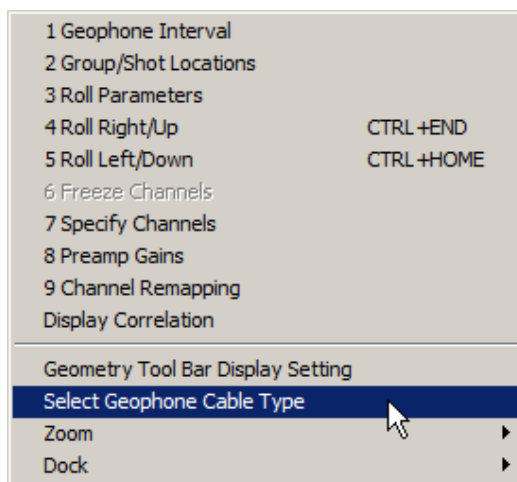 1 Geophone Interval
2 Group/Shot Locations
3 Roll Parameters
4 Roll Right/Up CTRL+END
5 Roll Left/Down CTRL+HOME
6 Freeze Channels
7 Specify Channels
8 Preamp Gains
9 Channel Remapping
Display Correlation
Geometry Tool Bar Display Setting
Select Geophone Cable Type
Zoom
Dock